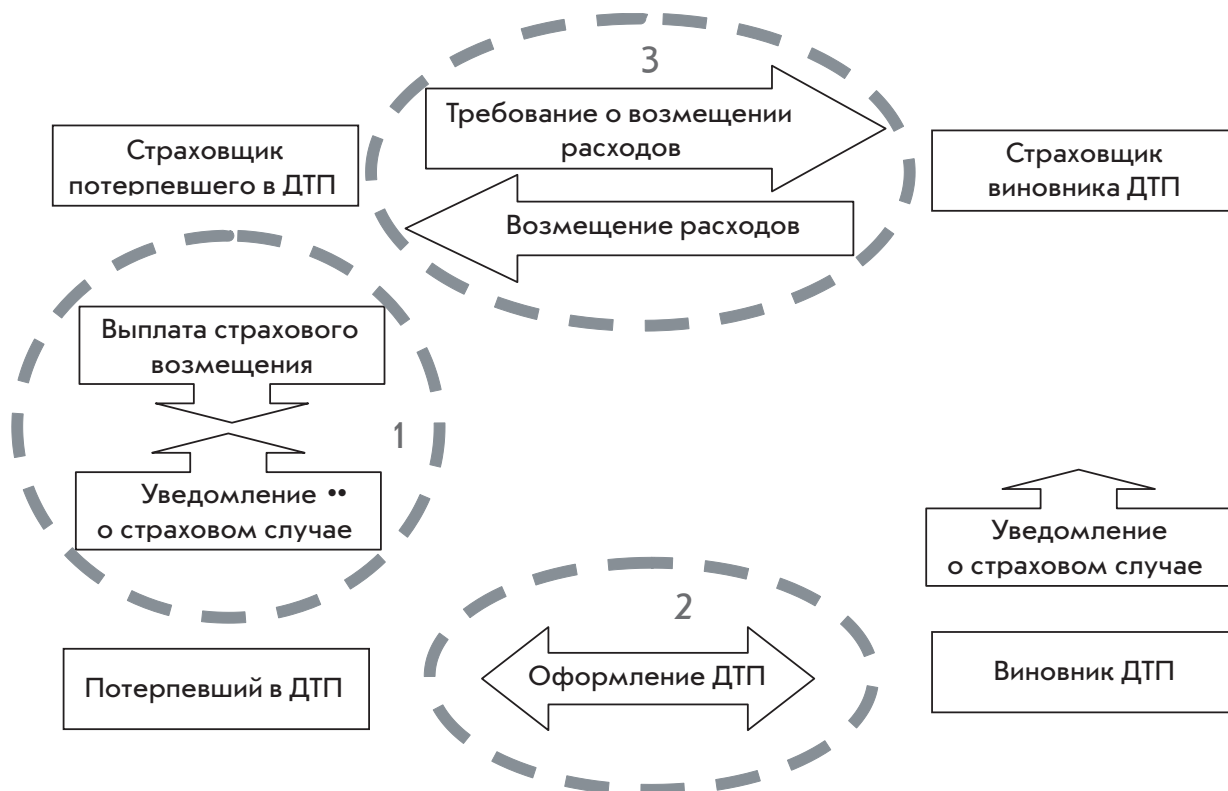 3
Требование о возмещении
расходов
Страховщик
потерпевшего в ДТП
Страховщик
виновника ДТП
Возмещение расходов
Выплата страхового
возмещения
1
Уведомление ••
о страховом случае
Уведомление
о страховом случае
2
Оформление ДТП
Потерпевший в ДТП
Виновник ДТП